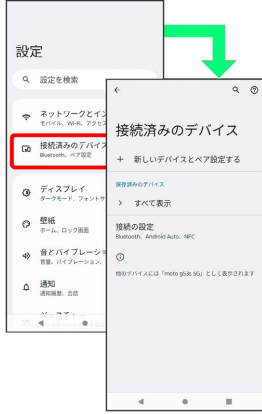 設定
設定を検索
ネットワークとイン
モバイル、Wi-Fi、アクセス
接続済みのデバイス
Bluetooth、ペア設定
ディスプレイ
ダークモード、フォントサ
壁紙
ホーム、ロック画面
音とバイブレーショ
音量、バイブレーション、
通知
通知履歴、会話
接続済みのデバイス
+ 新しいデバイスとペア設定する
保存済みのデバイス
すべて表示
接続の設定
Bluetooth、Android Auto、NFC
他のデバイスには「moto g53s 5G」として表示されます